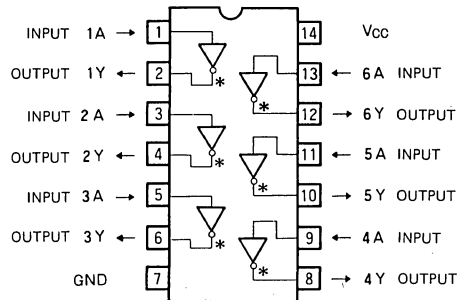 INPUT 1A → 1
OUTPUT 1Y ← 2 *
INPUT 2A → 3
OUTPUT 2Y ← 4 *
INPUT 3A → 5
OUTPUT 3Y ← 6 *
GND 7
14 Vcc
13 ← 6A INPUT
* 12 → 6Y OUTPUT
11 ← 5A INPUT
* 10 → 5Y OUTPUT
9 ← 4A INPUT
* 8 → 4Y OUTPUT